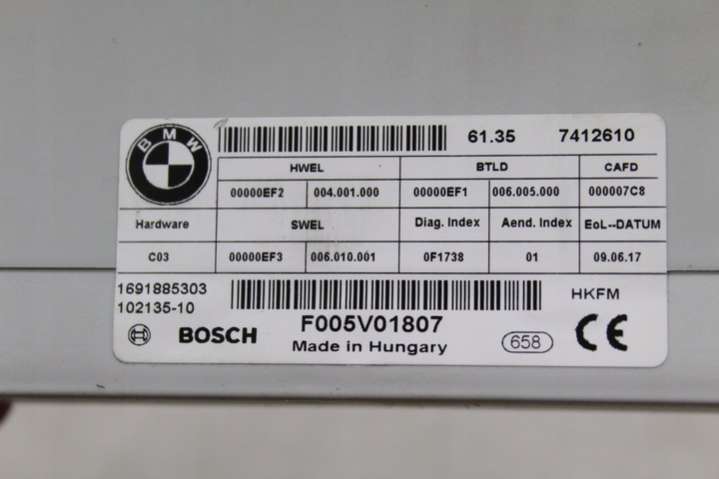 BMW
61.35 7412610
HWEL BTLD CAFD
00000EF2 004.001.000 00000EF1 006.005.000 000007C8
Hardware SWEL Diag. Index Aend. Index EoL--DATUM
C03 00000EF3 006.010.001 0F1738 01 09.06.17
1691885303
102135-10
HKFM
BOSCH F005V01807
Made in Hungary 658 CE